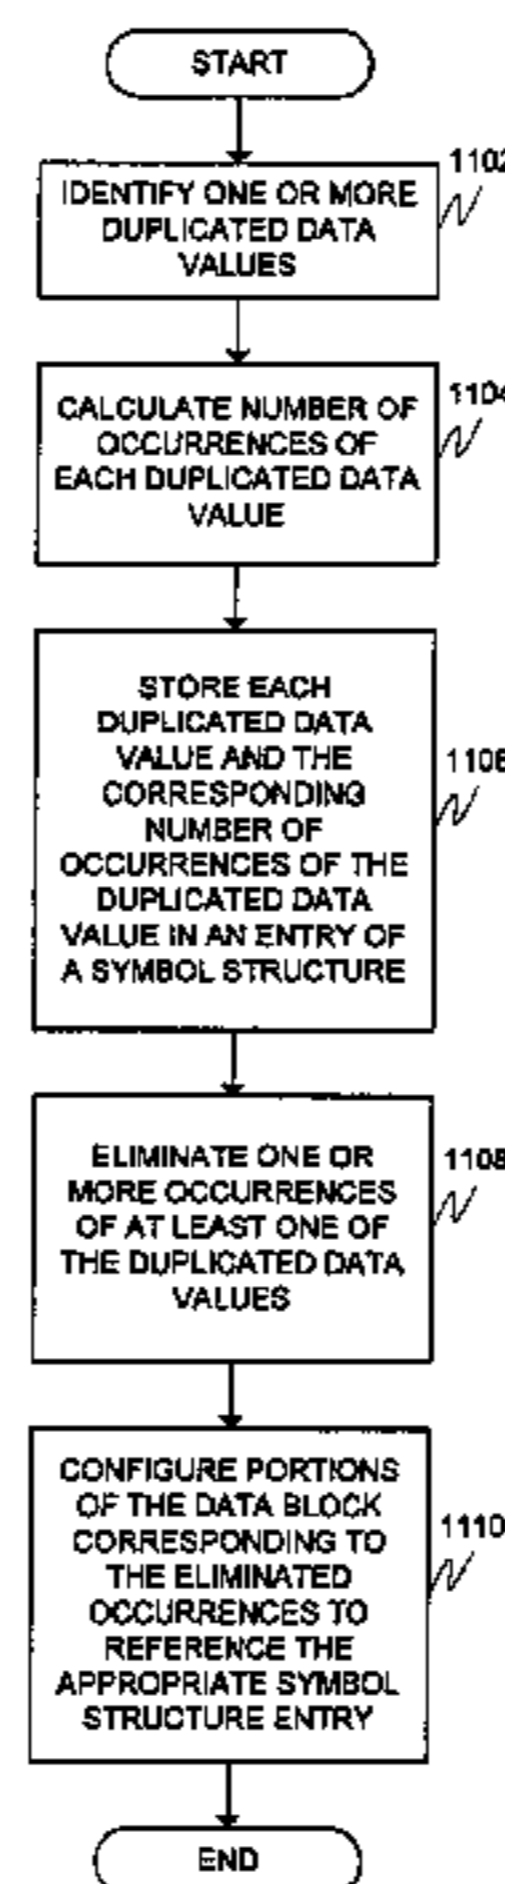 START
1102
IDENTIFY ONE OR MORE
DUPLICATED DATA
VALUES
1104
CALCULATE NUMBER OF
OCCURRENCES OF
EACH DUPLICATED DATA
VALUE
STORE EACH
DUPLICATED DATA
VALUE AND THE
1106
CORRESPONDING
NUMBER OF
OCCURRENCES OF THE
DUPLICATED DATA
VALUE IN AN ENTRY OF
A SYMBOL STRUCTURE
ELIMINATE ONE OR
1108
MORE OCCURRENCES
OF AT LEAST ONE OF
THE DUPLICATED DATA
VALUES
CONFIGURE PORTIONS
OF THE DATA BLOCK
1110
CORRESPONDING TO
THE ELIMINATED
OCCURRENCES TO
REFERENCE THE
APPROPRIATE SYMBOL
STRUCTURE ENTRY
END